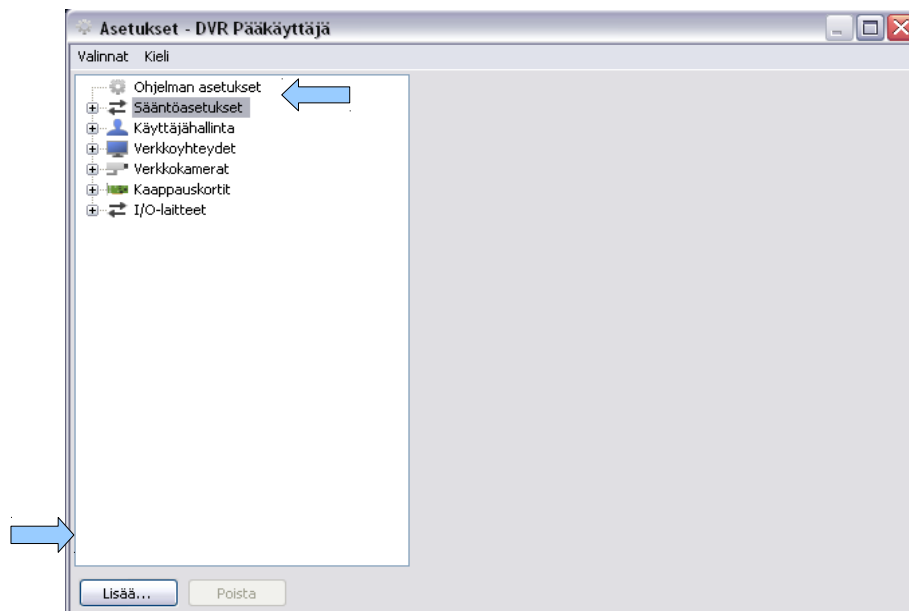 Asetukset - DVR Pääkäyttäjä
Valinnat Kieli
Ohjelman asetukset
Sääntöasetukset
Käyttäjähallinta
Verkkoyhteydet
Verkkokamerat
Kaappauskortit
I/O-laitteet
Lisää... Poista